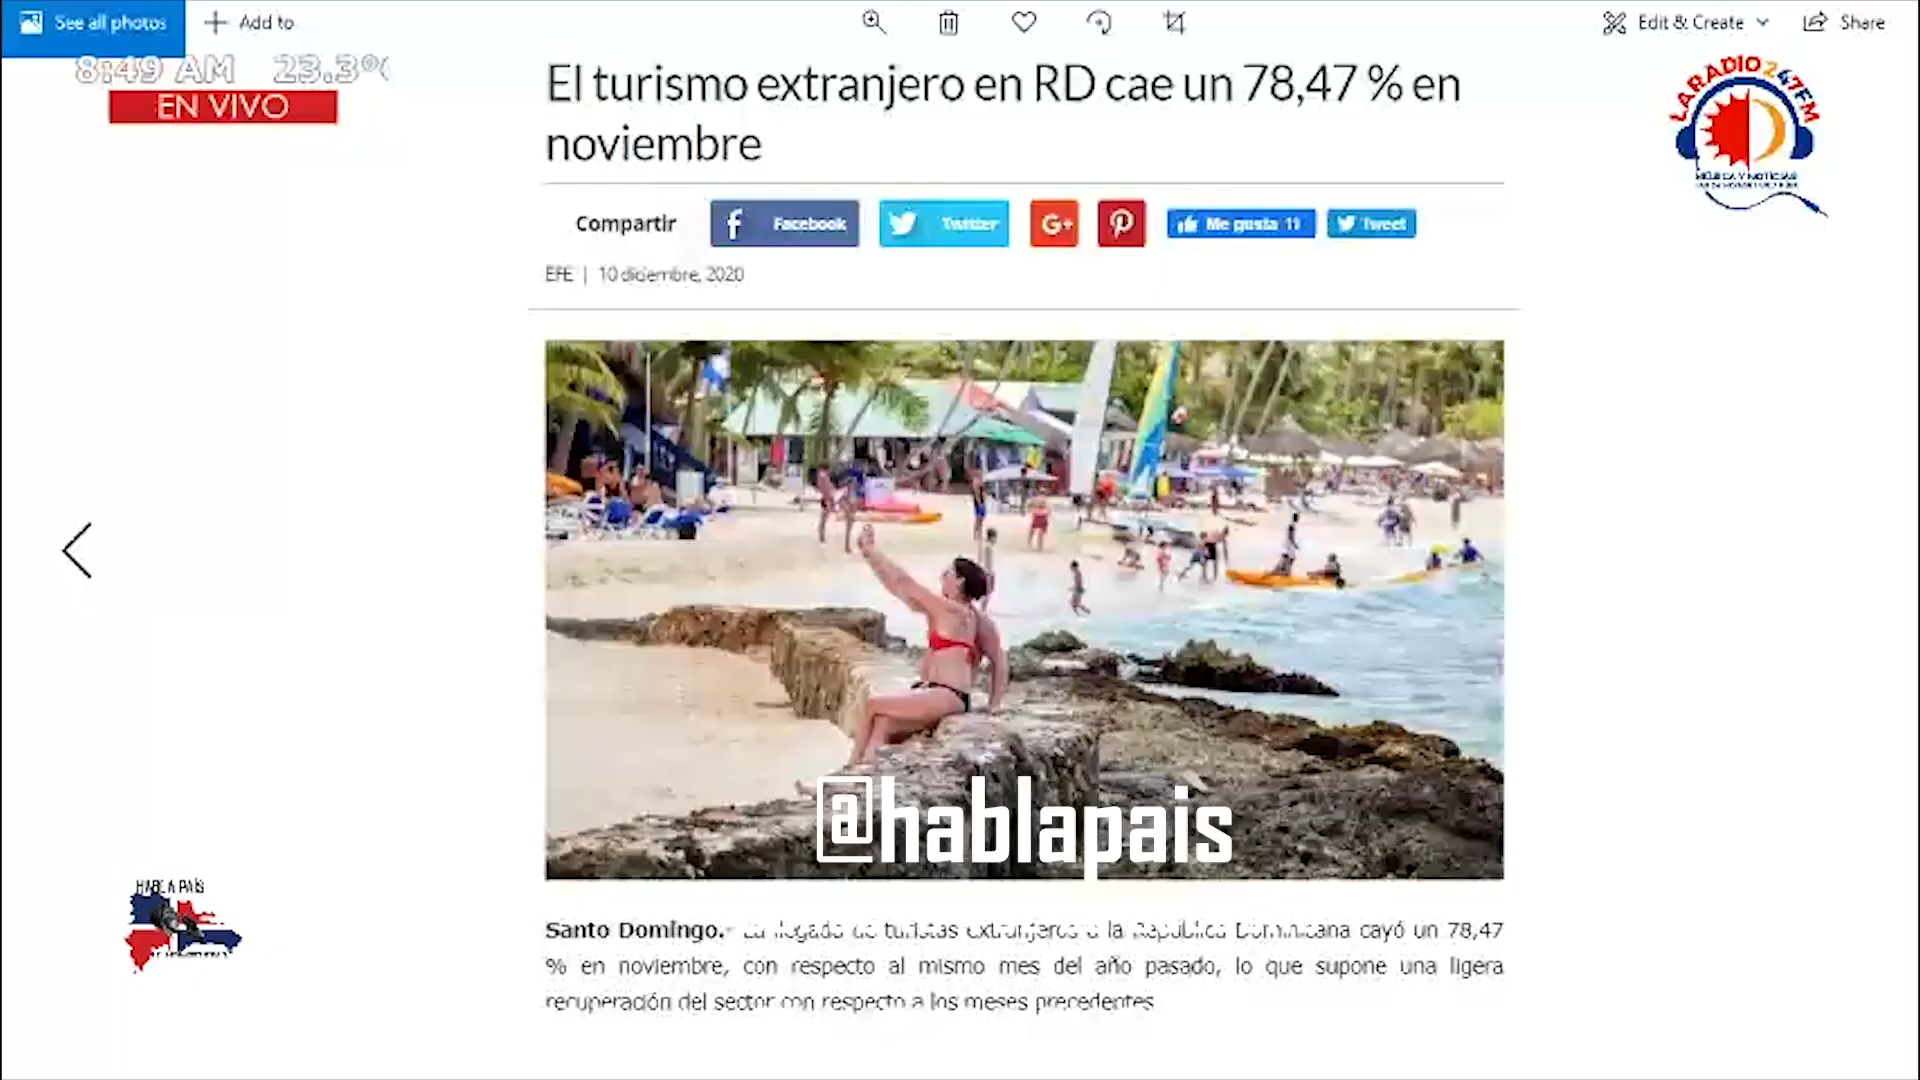 See all photos
Add to
Edit & Create
Share
8:49 AM 23.3°
EN VIVO
LARADIO247FM
El turismo extranjero en RD cae un 78,47 % en
noviembre
Compartir
Facebook
Twitter
G+
Me gusta 11
Tweet
EFE | 10 diciembre, 2020
@hablapais
HABLA PAÍS
Santo Domingo.- La llegada de turistas extranjeros a la República Dominicana cayó un 78,47
% en noviembre, con respecto al mismo mes del año pasado, lo que supone una ligera
recuperación del sector con respecto a los meses precedentes